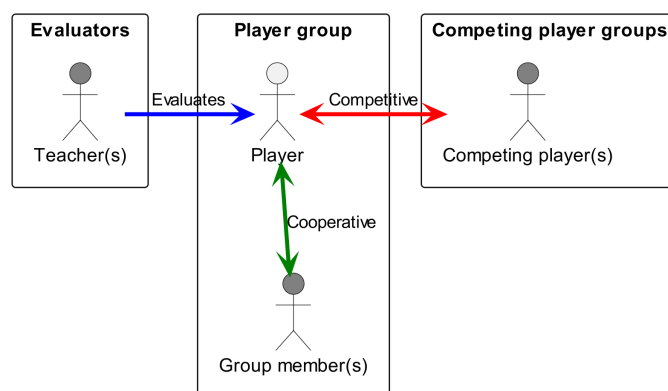 Evaluators
Player group
Competing player groups
Evaluates
Competitive
Teacher(s)
Player
Competing player(s)
Cooperative
Group member(s)